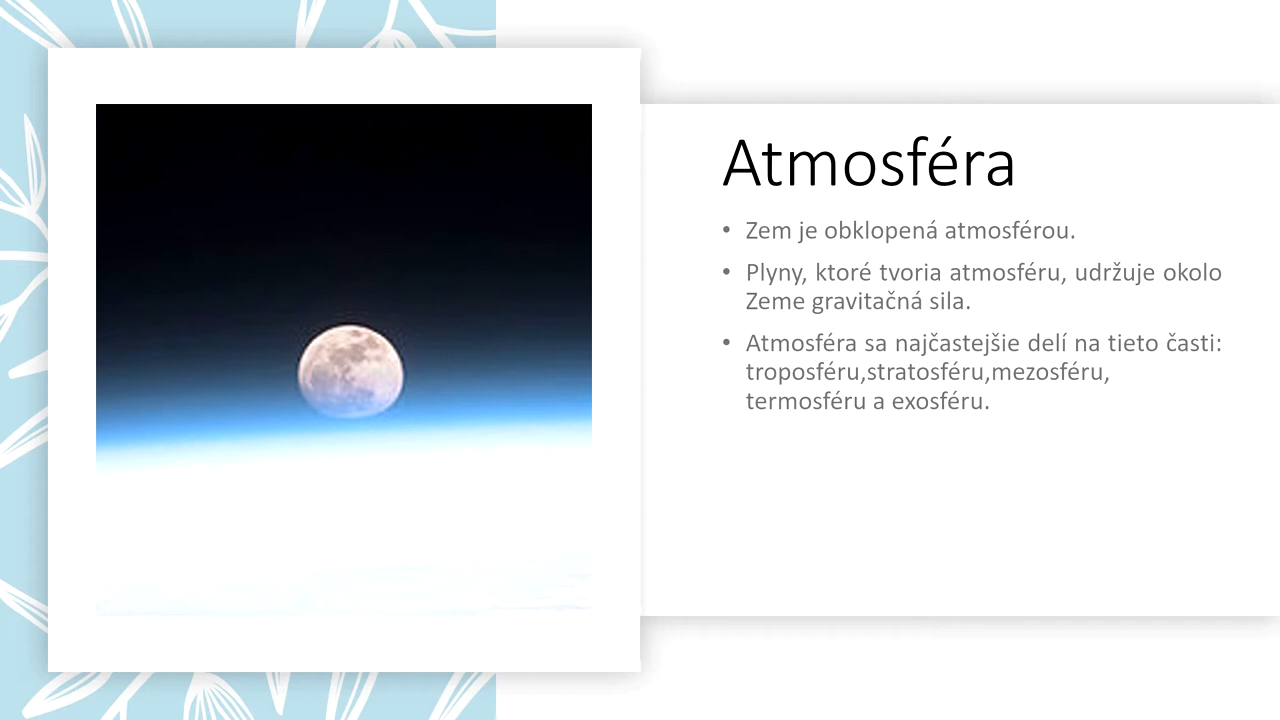 Atmosféra
• Zem je obklopená atmosférou.
• Plyny, ktoré tvoria atmosféru, udržuje okolo
Zeme gravitačná sila.
• Atmosféra sa najčastejšie delí na tieto časti:
troposféru,stratosféru,mezosféru,
termosféru a exosféru.